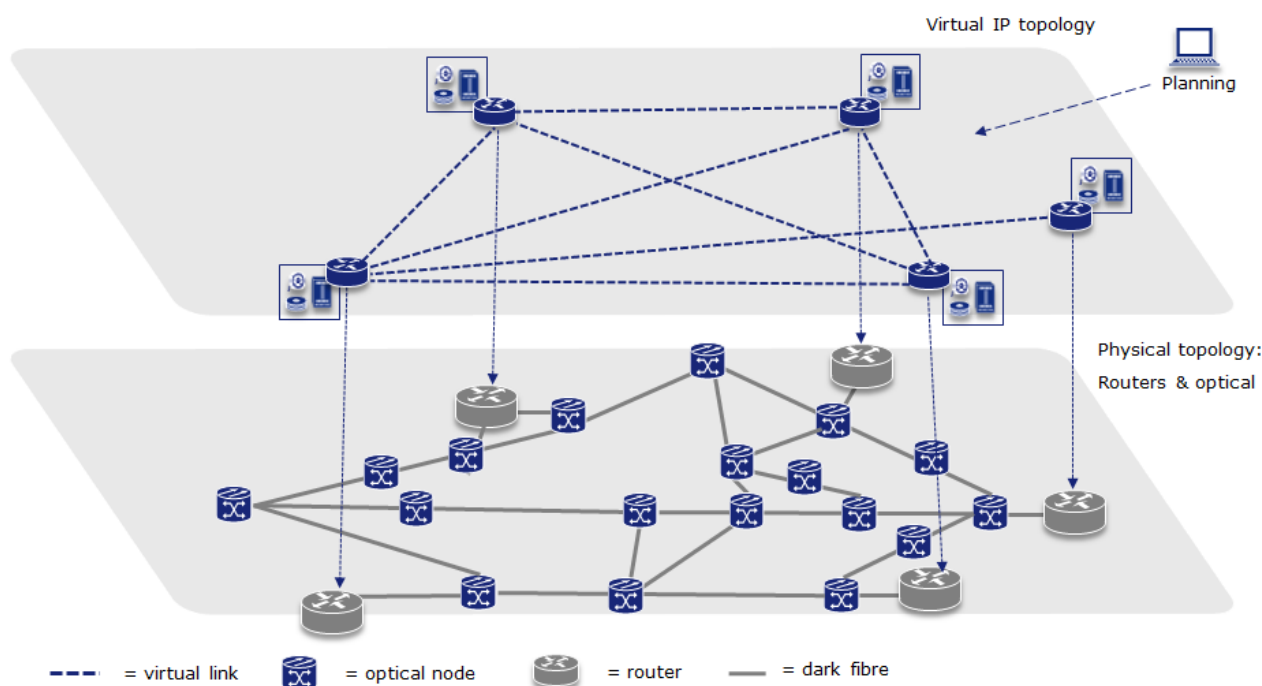 Virtual IP topology
Planning
Physical topology:
Routers & optical
= virtual link
= optical node
= router
= dark fibre